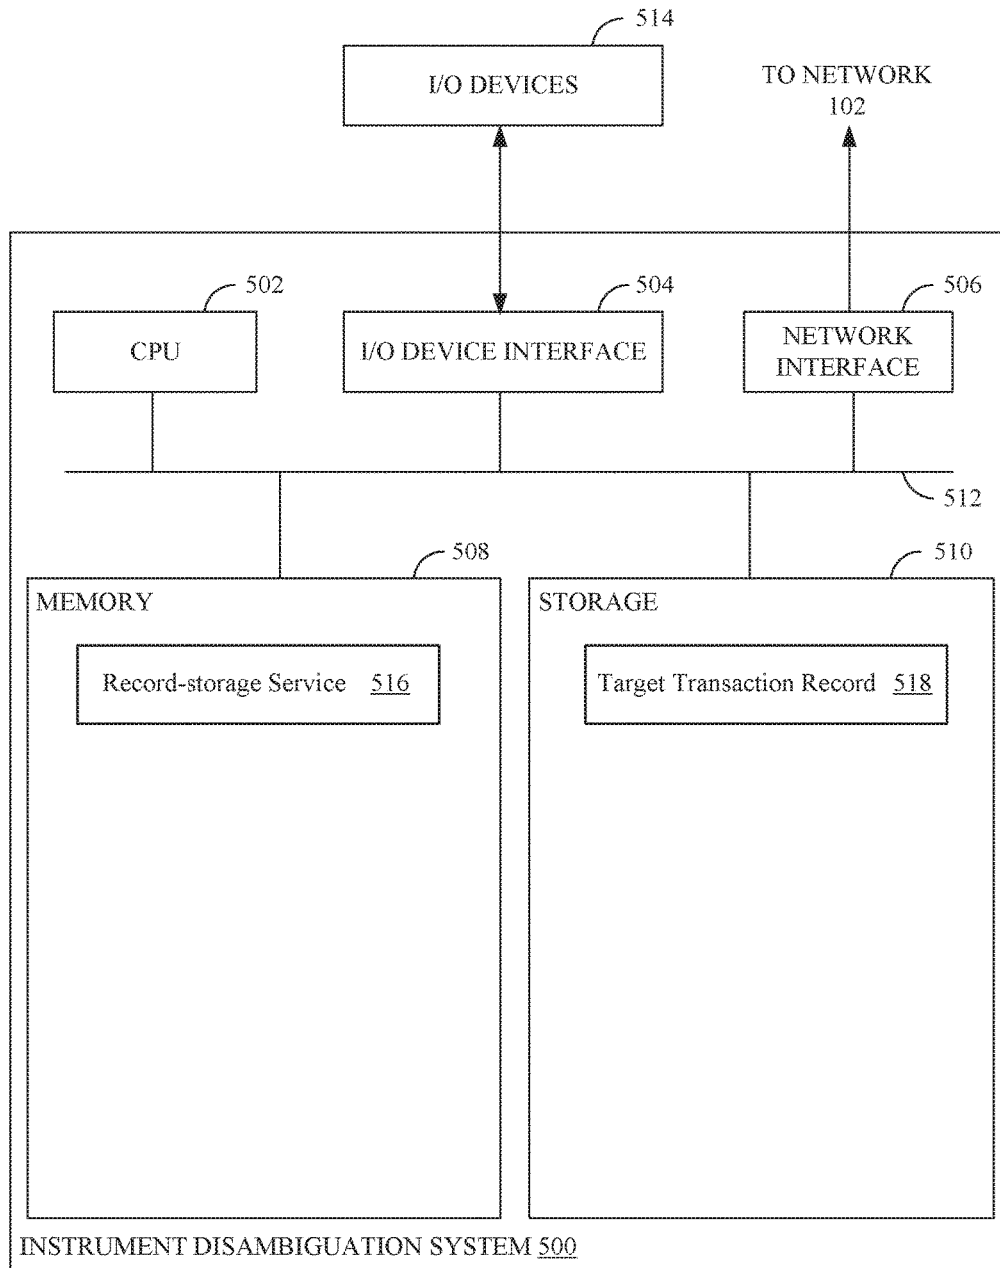 514
I/O DEVICES
TO NETWORK
102
502
504
506
CPU
I/O DEVICE INTERFACE
NETWORK
INTERFACE
512
508
510
MEMORY
STORAGE
Record-storage Service 516
Target Transaction Record 518
INSTRUMENT DISAMBIGUATION SYSTEM 500